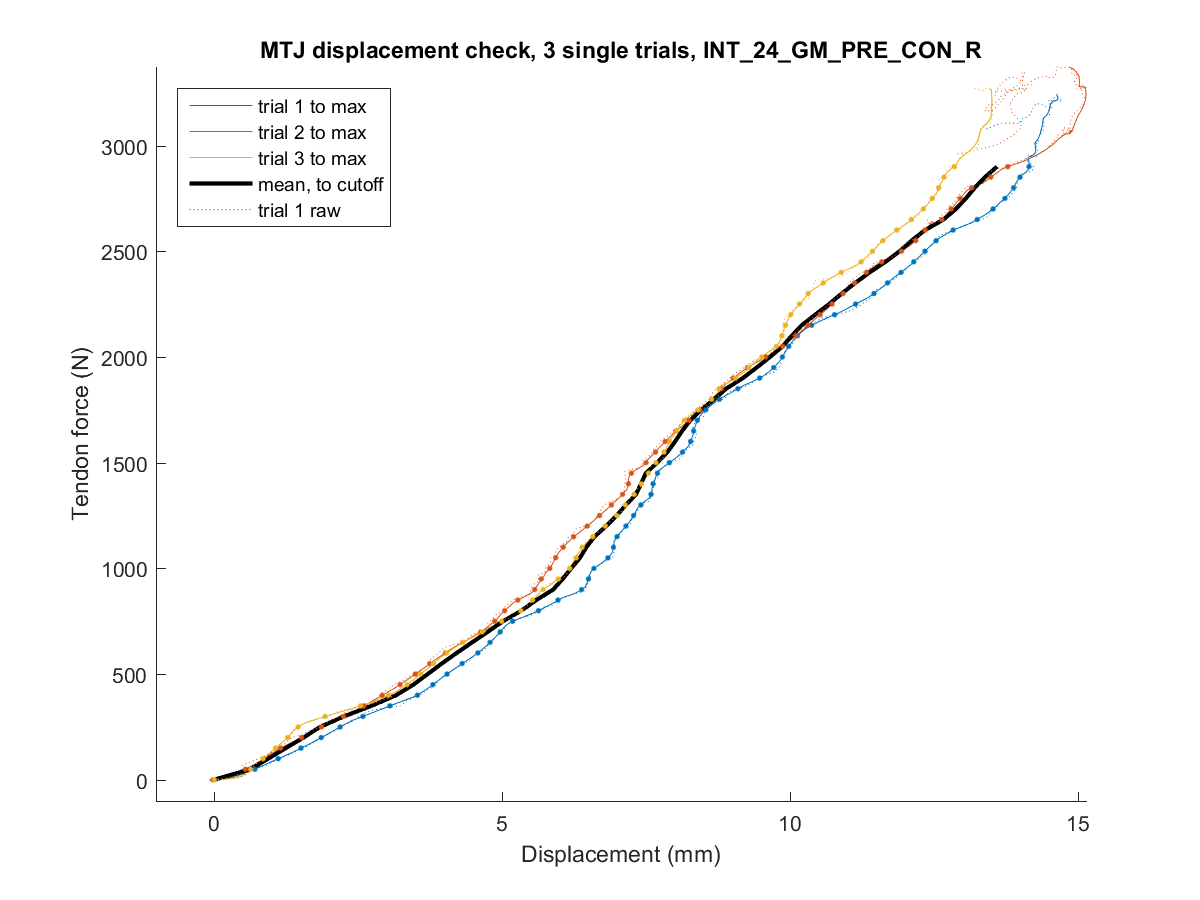 MTJ displacement check, 3 single trials, INT_24_GM_PRE_CON_R
trial 1 to max
trial 2 to max
trial 3 to max
mean, to cutoff
trial 1 raw
3000
2500
2000
1500
1000
500
0
Tendon force (N)
0 5 10 15
Displacement (mm)